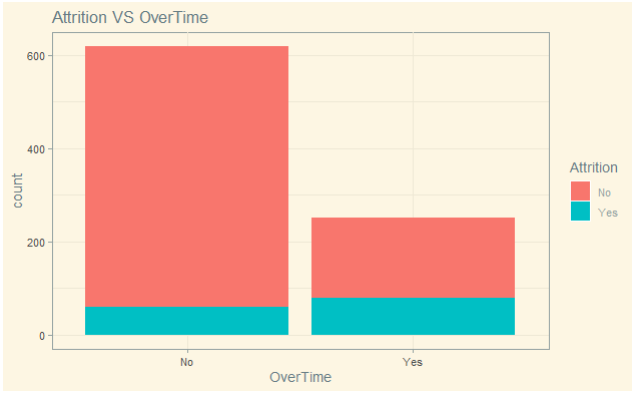 Attrition VS OverTime
600
400
200
0
count
No
Yes
OverTime
Attrition
No
Yes